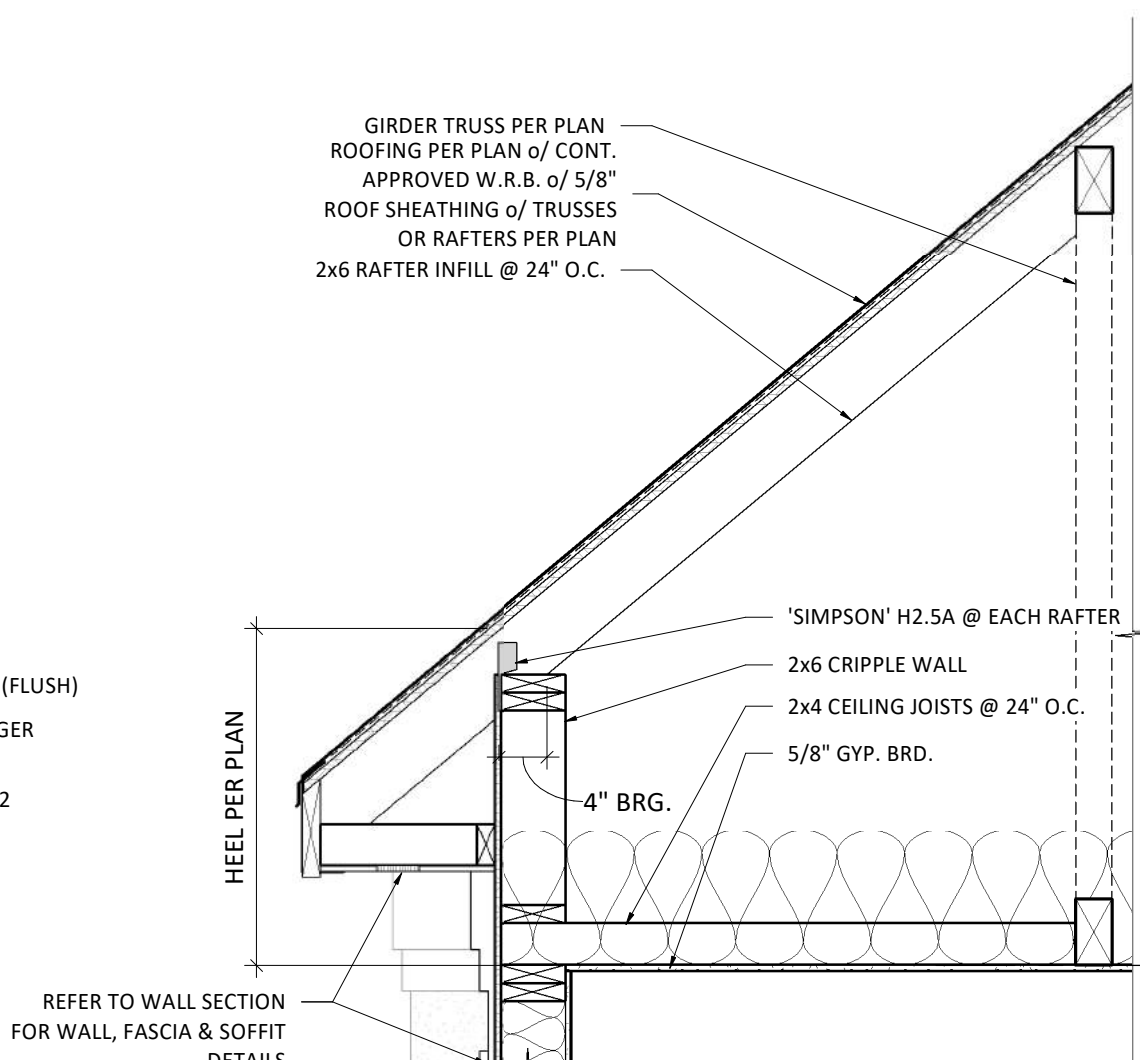 GIRDER TRUSS PER PLAN
ROOFING PER PLAN o/ CONT.
APPROVED W.R.B. o/ 5/8"
ROOF SHEATHING o/ TRUSSES
OR RAFTERS PER PLAN
2x6 RAFTER INFILL @ 24" O.C.
'SIMPSON' H2.5A @ EACH RAFTER
2x6 CRIPPLE WALL
2x4 CEILING JOISTS @ 24" O.C.
5/8" GYP. BRD.
(FLUSH)
GER
2
HEEL PER PLAN
4" BRG.
REFER TO WALL SECTION
FOR WALL, FASCIA & SOFFIT
DETAILS